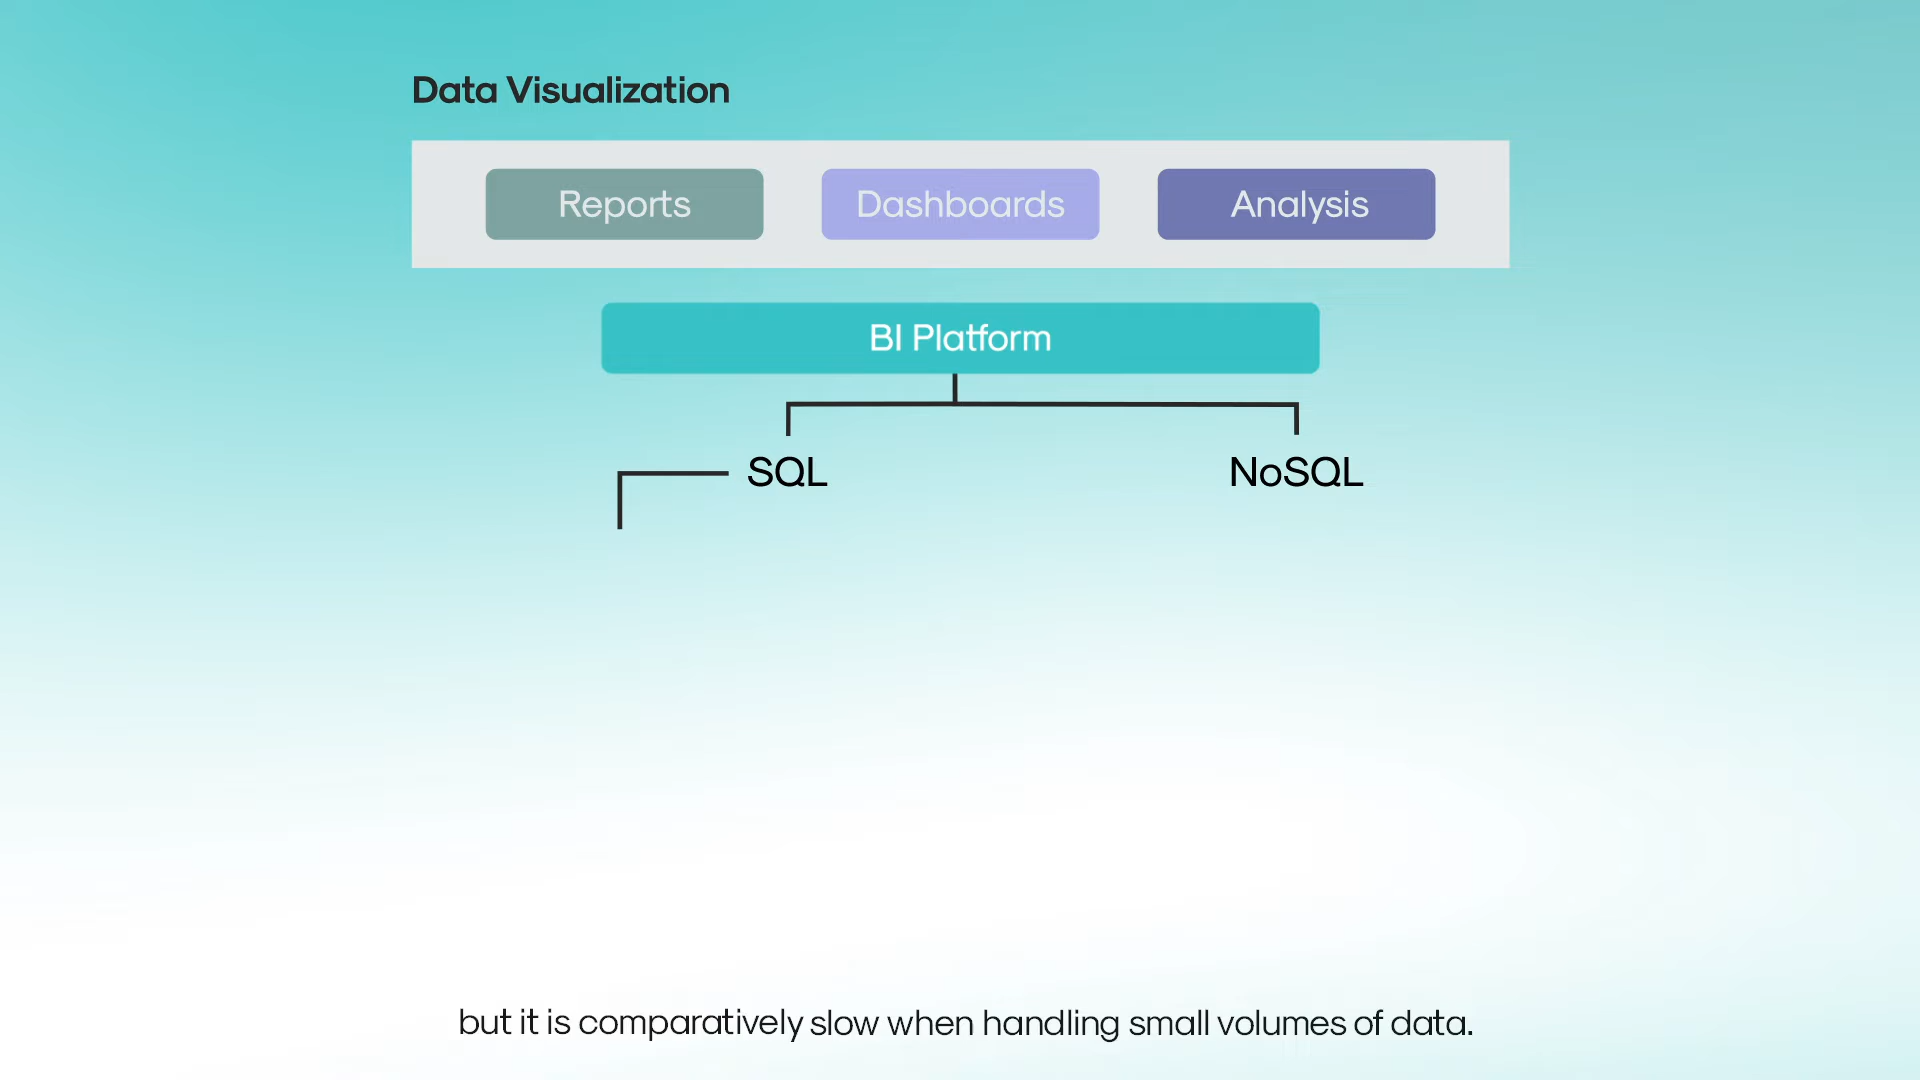 Data Visualization
Reports
Dashboards
Analysis
BI Platform
SQL
NoSQL
but it is comparatively slow when handling small volumes of data.